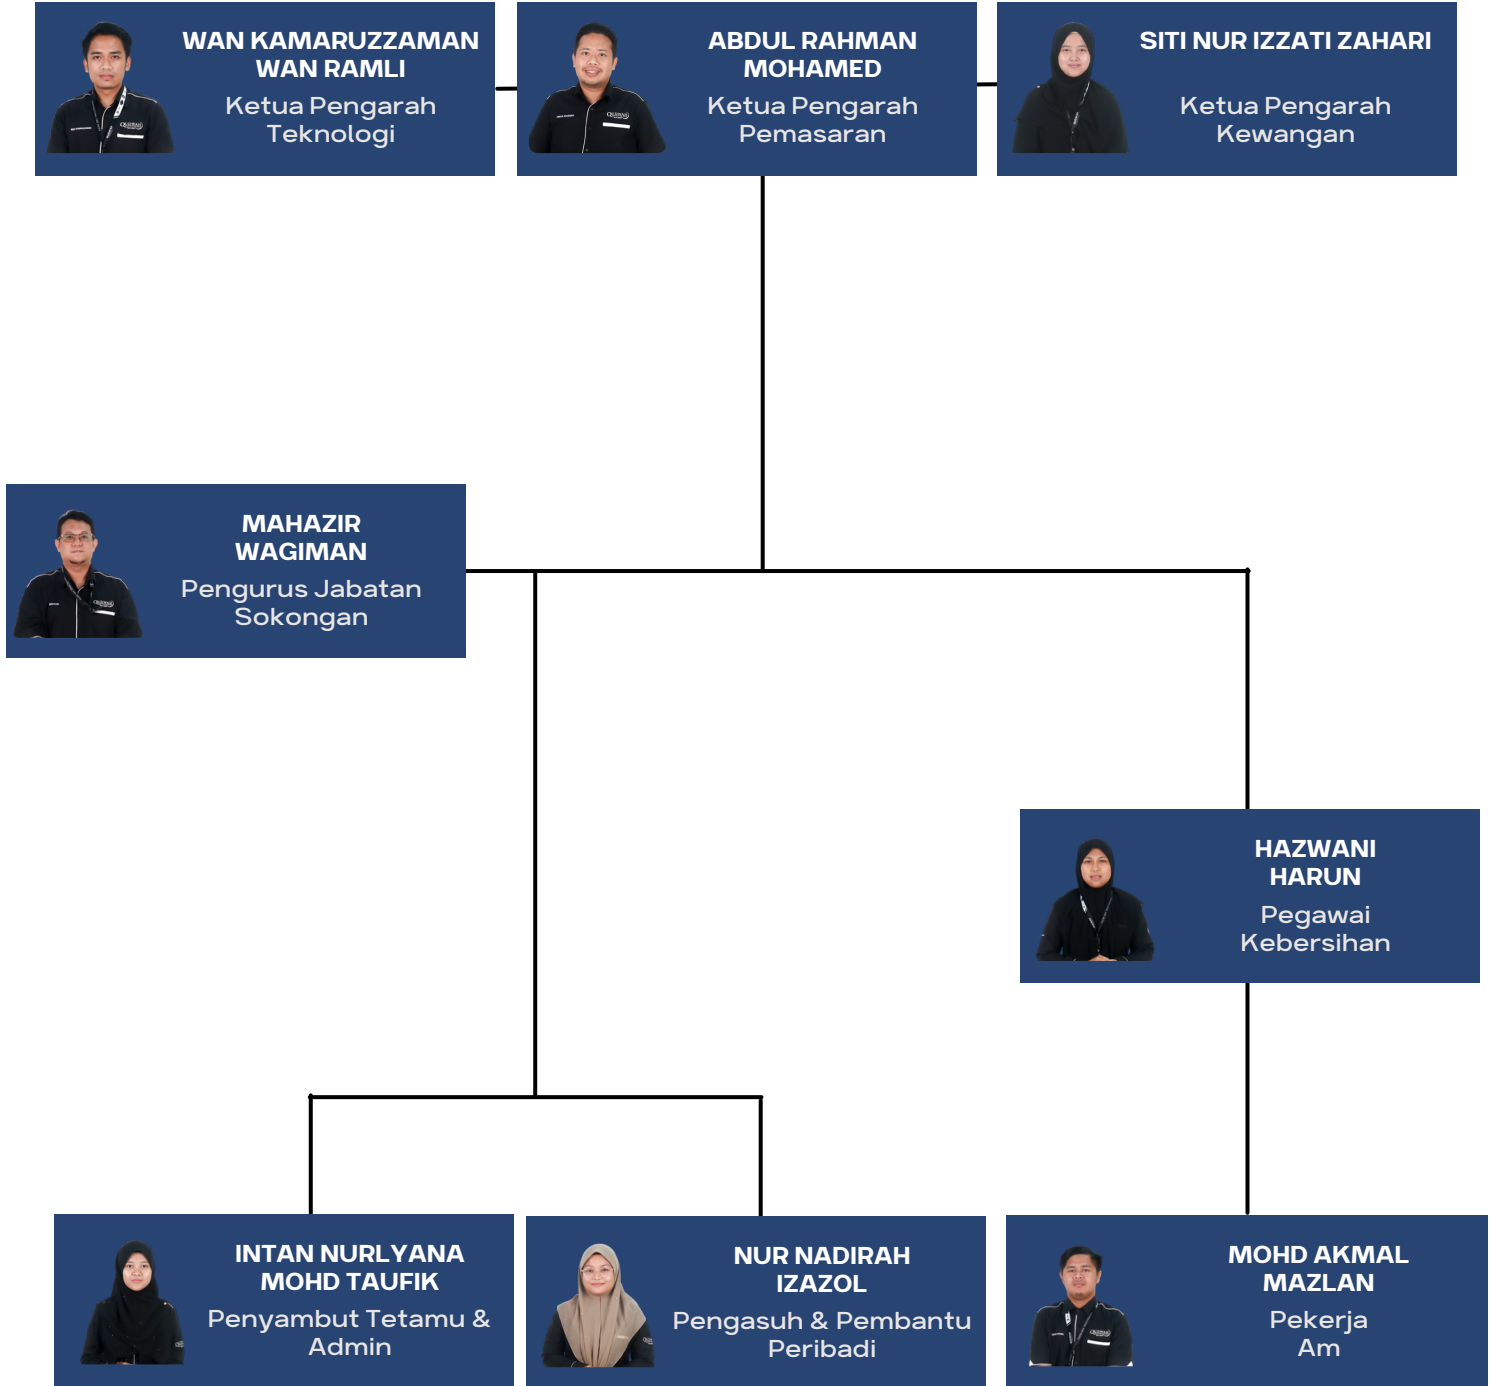 WAN KAMARUZZAMAN
WAN RAMLI
Ketua Pengarah
Teknologi
ABDUL RAHMAN
MOHAMED
Ketua Pengarah
Pemasaran
SITI NUR IZZATI ZAHARI
Ketua Pengarah
Kewangan
MAHAZIR
WAGIMAN
Pengurus Jabatan
Sokongan
HAZWANI
HARUN
Pegawai
Kebersihan
INTAN NURLYANA
MOHD TAUFIK
Penyambut Tetamu &
Admin
NUR NADIRAH
IZAZOL
Pengasuh & Pembantu
Peribadi
MOHD AKMAL
MAZLAN
Pekerja
Am